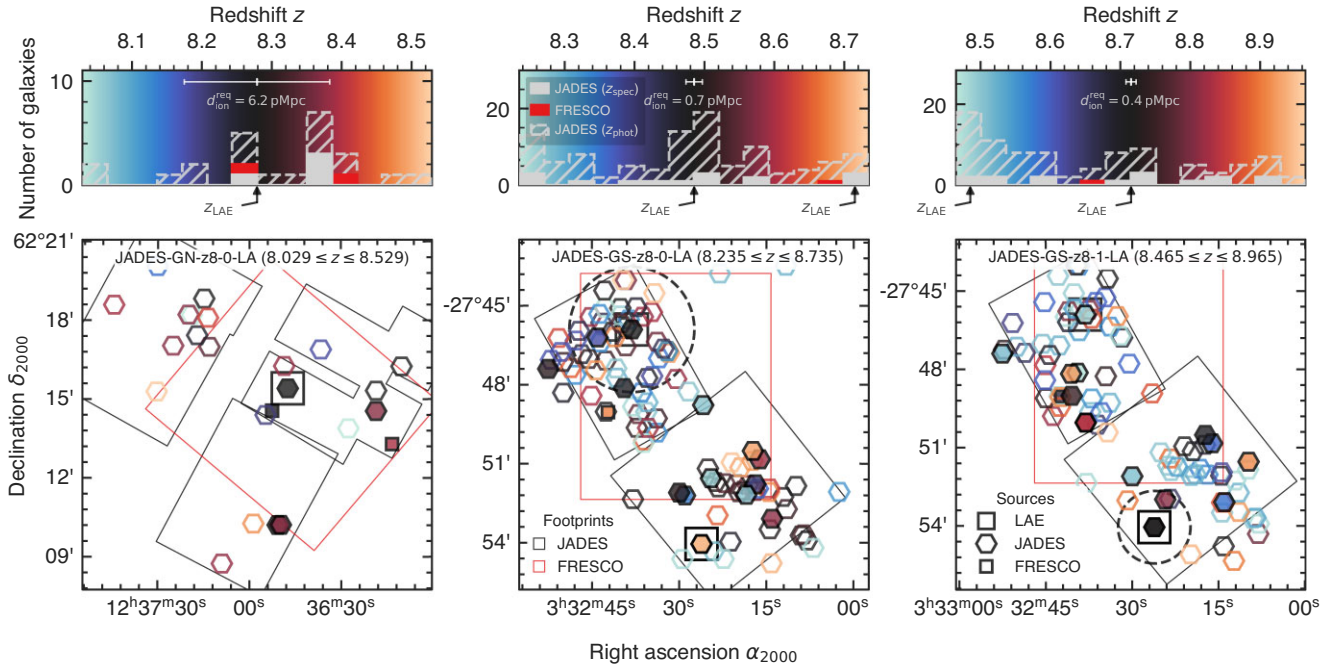 Redshift z
Redshift z
Redshift z
8.1 8.2 8.3 8.4 8.5
8.3 8.4 8.5 8.6 8.7
8.5 8.6 8.7 8.8 8.9
Number of galaxies
10
5
0
d_ion^req = 6.2 pMpc
z_LAE
20
0
d_ion^req = 0.7 pMpc
JADES (z_spec)
FRESCO
JADES (z_phot)
z_LAE
z_LAE
20
0
d_ion^req = 0.4 pMpc
z_LAE
z_LAE
Declination δ2000
62°21'
18'
15'
12'
09'
JADES-GN-z8-0-LA (8.029 ≤ z ≤ 8.529)
12ʰ37ᵐ30ˢ 00ˢ 36ᵐ30ˢ
-27°45'
48'
51'
54'
JADES-GS-z8-0-LA (8.235 ≤ z ≤ 8.735)
Footprints
JADES
FRESCO
3ʰ32ᵐ45ˢ 30ˢ 15ˢ 00ˢ
-27°45'
48'
51'
54'
JADES-GS-z8-1-LA (8.465 ≤ z ≤ 8.965)
Sources
LAE
JADES
FRESCO
3ʰ33ᵐ00ˢ 32ᵐ45ˢ 30ˢ 15ˢ 00ˢ
Right ascension α2000